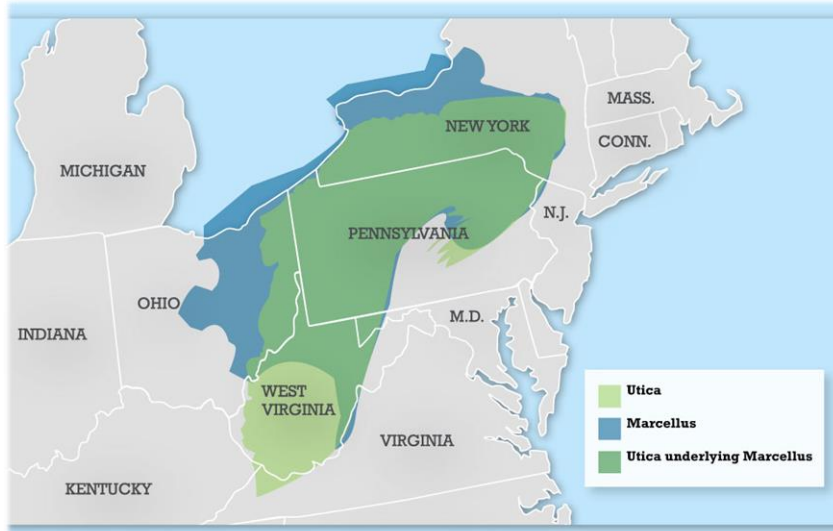 MASS.
NEW YORK
CONN.
MICHIGAN
N.J.
PENNSYLVANIA
OHIO
M.D.
INDIANA
WEST
VIRGINIA
VIRGINIA
KENTUCKY
Utica
Marcellus
Utica underlying Marcellus